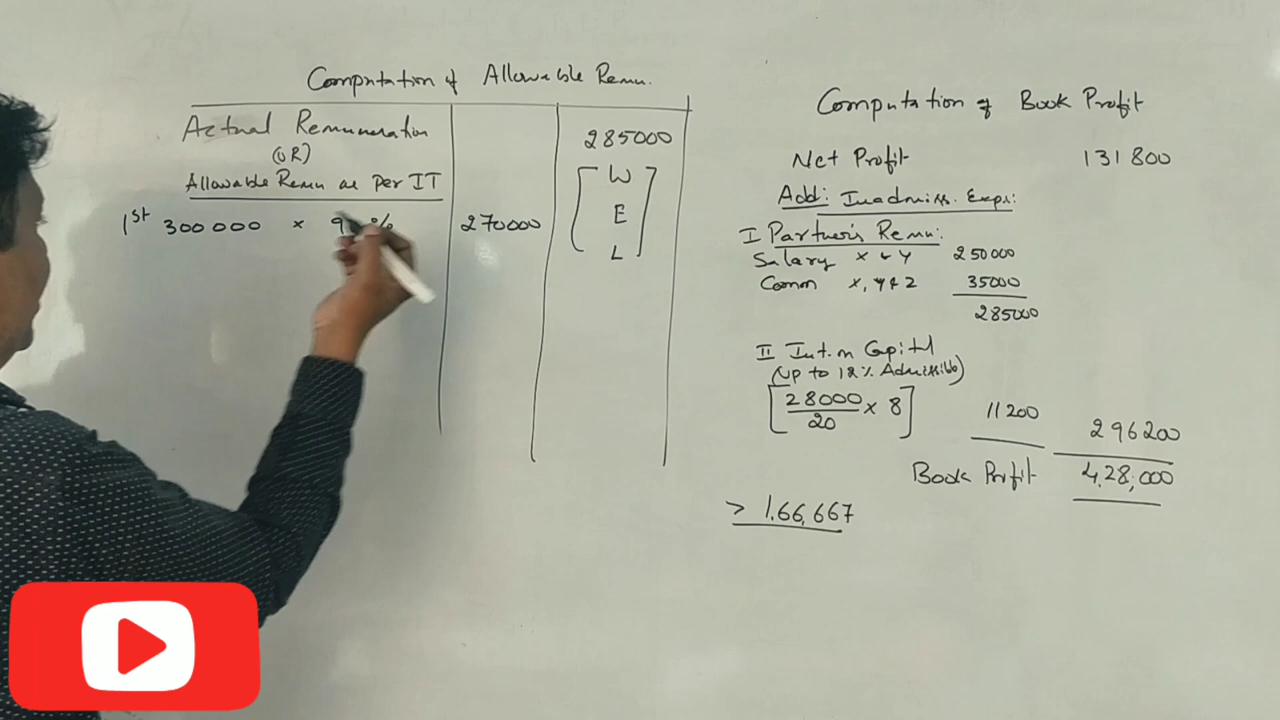 Computation of Allowable Remu.
Actual Remuneration
(OR)
Allowable Remu as Per IT
285000
[W
E
L]
1st 300000 × 9 % 270000
Computation of Book Profit
Net Profit 131800
Add: Inadmiss. Exps:
I Partner's Remu:
Salary X & Y 250000
Comm X, Y & Z 35000
285000
II Int. on Capital
(Up to 12% Admissible)
[28000/20 × 8] 11200 296200
Book Profit 4,28,000
> 1,66,667